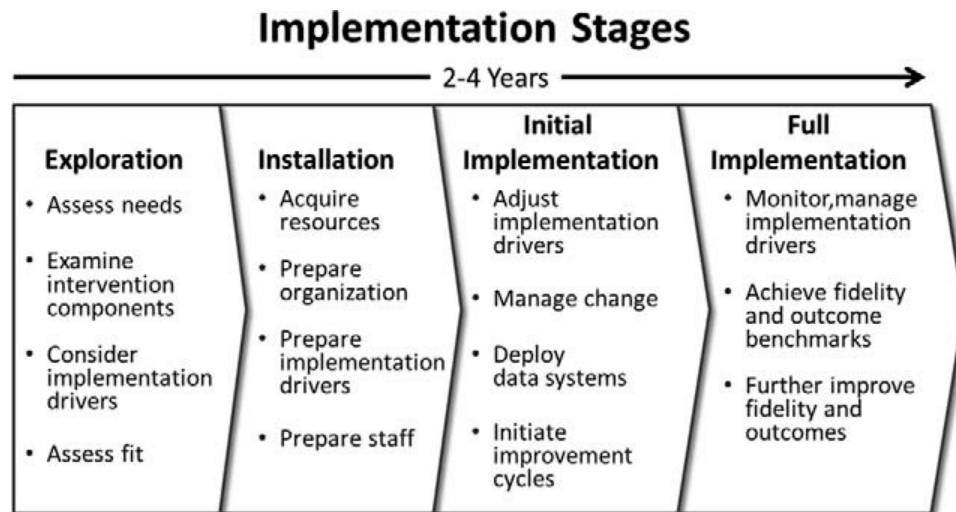 Implementation Stages
2-4 Years
Exploration
• Assess needs
• Examine
intervention
components
• Consider
implementation
drivers
• Assess fit
Installation
• Acquire
resources
• Prepare
organization
• Prepare
implementation
drivers
• Prepare staff
Initial
Implementation
• Adjust
implementation
drivers
• Manage change
• Deploy
data systems
• Initiate
improvement
cycles
Full
Implementation
• Monitor,manage
implementation
drivers
• Achieve fidelity
and outcome
benchmarks
• Further improve
fidelity and
outcomes